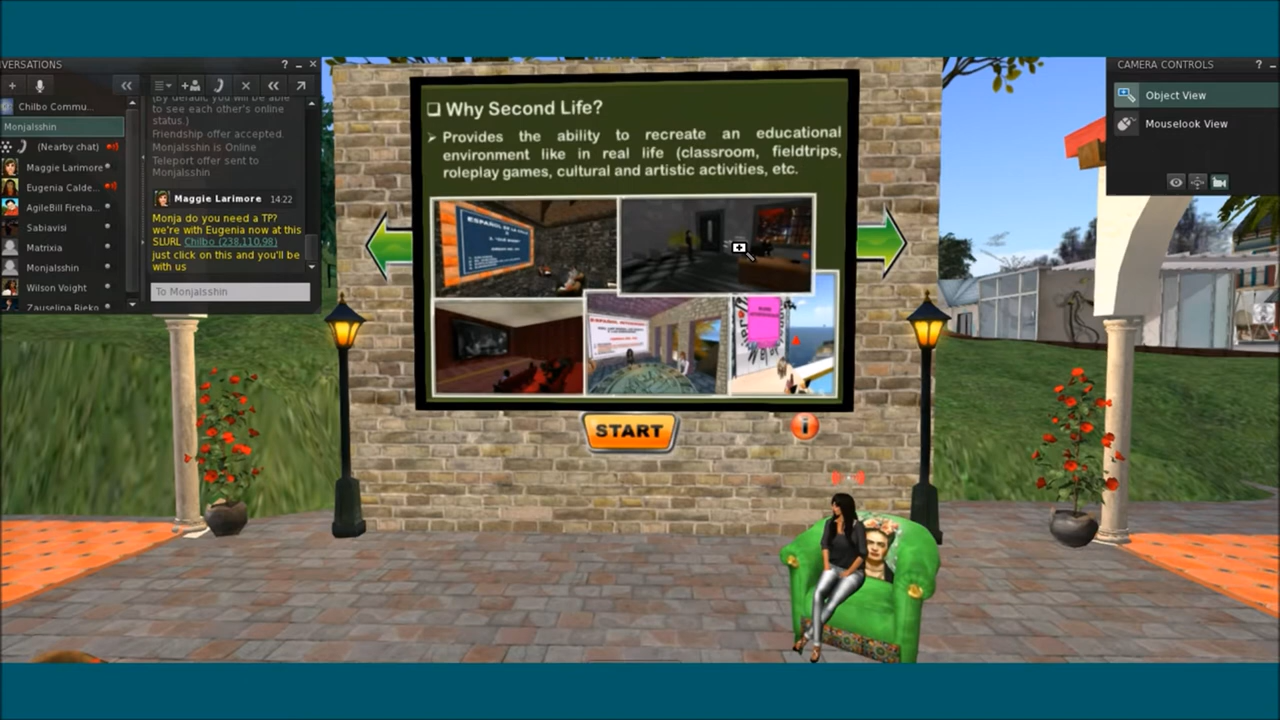 VERSATIONS
?
Chilbo Commu...
Monjalsshin
(Nearby chat)
Maggie Larimore
Eugenia Calde...
AgileBill Fireha...
Sabiavisi
Matrixia
Monjalsshin
Wilson Voight
Zauselina Rieko
(By default, you will be able
to see each other's online
status.)
Friendship offer accepted.
Monjalsshin is Online
Teleport offer sent to
Monjalsshin
Maggie Larimore 14:22
Monja do you need a TP?
we're with Eugenia now at this
SLURL Chilbo (238,110,98)
just click on this and you'll be
with us
To Monjalsshin
Why Second Life?
Provides the ability to recreate an educational
environment like in real life (classroom, fieldtrips,
roleplay games, cultural and artistic activities, etc.
START
i
CAMERA CONTROLS ?
Object View
Mouselook View